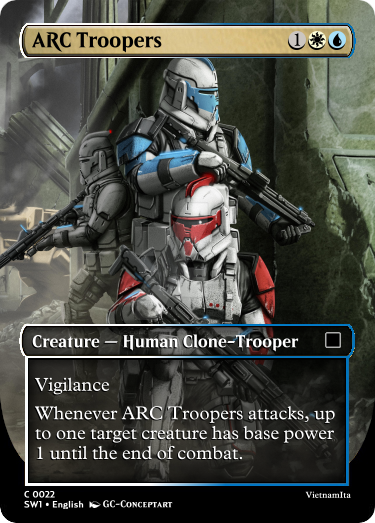 ARC Troopers 1
Creature — Human Clone-Trooper
Vigilance
Whenever ARC Troopers attacks, up
to one target creature has base power
1 until the end of combat.
C 0022
SW1 • English GC-Conceptart
VietnamIta